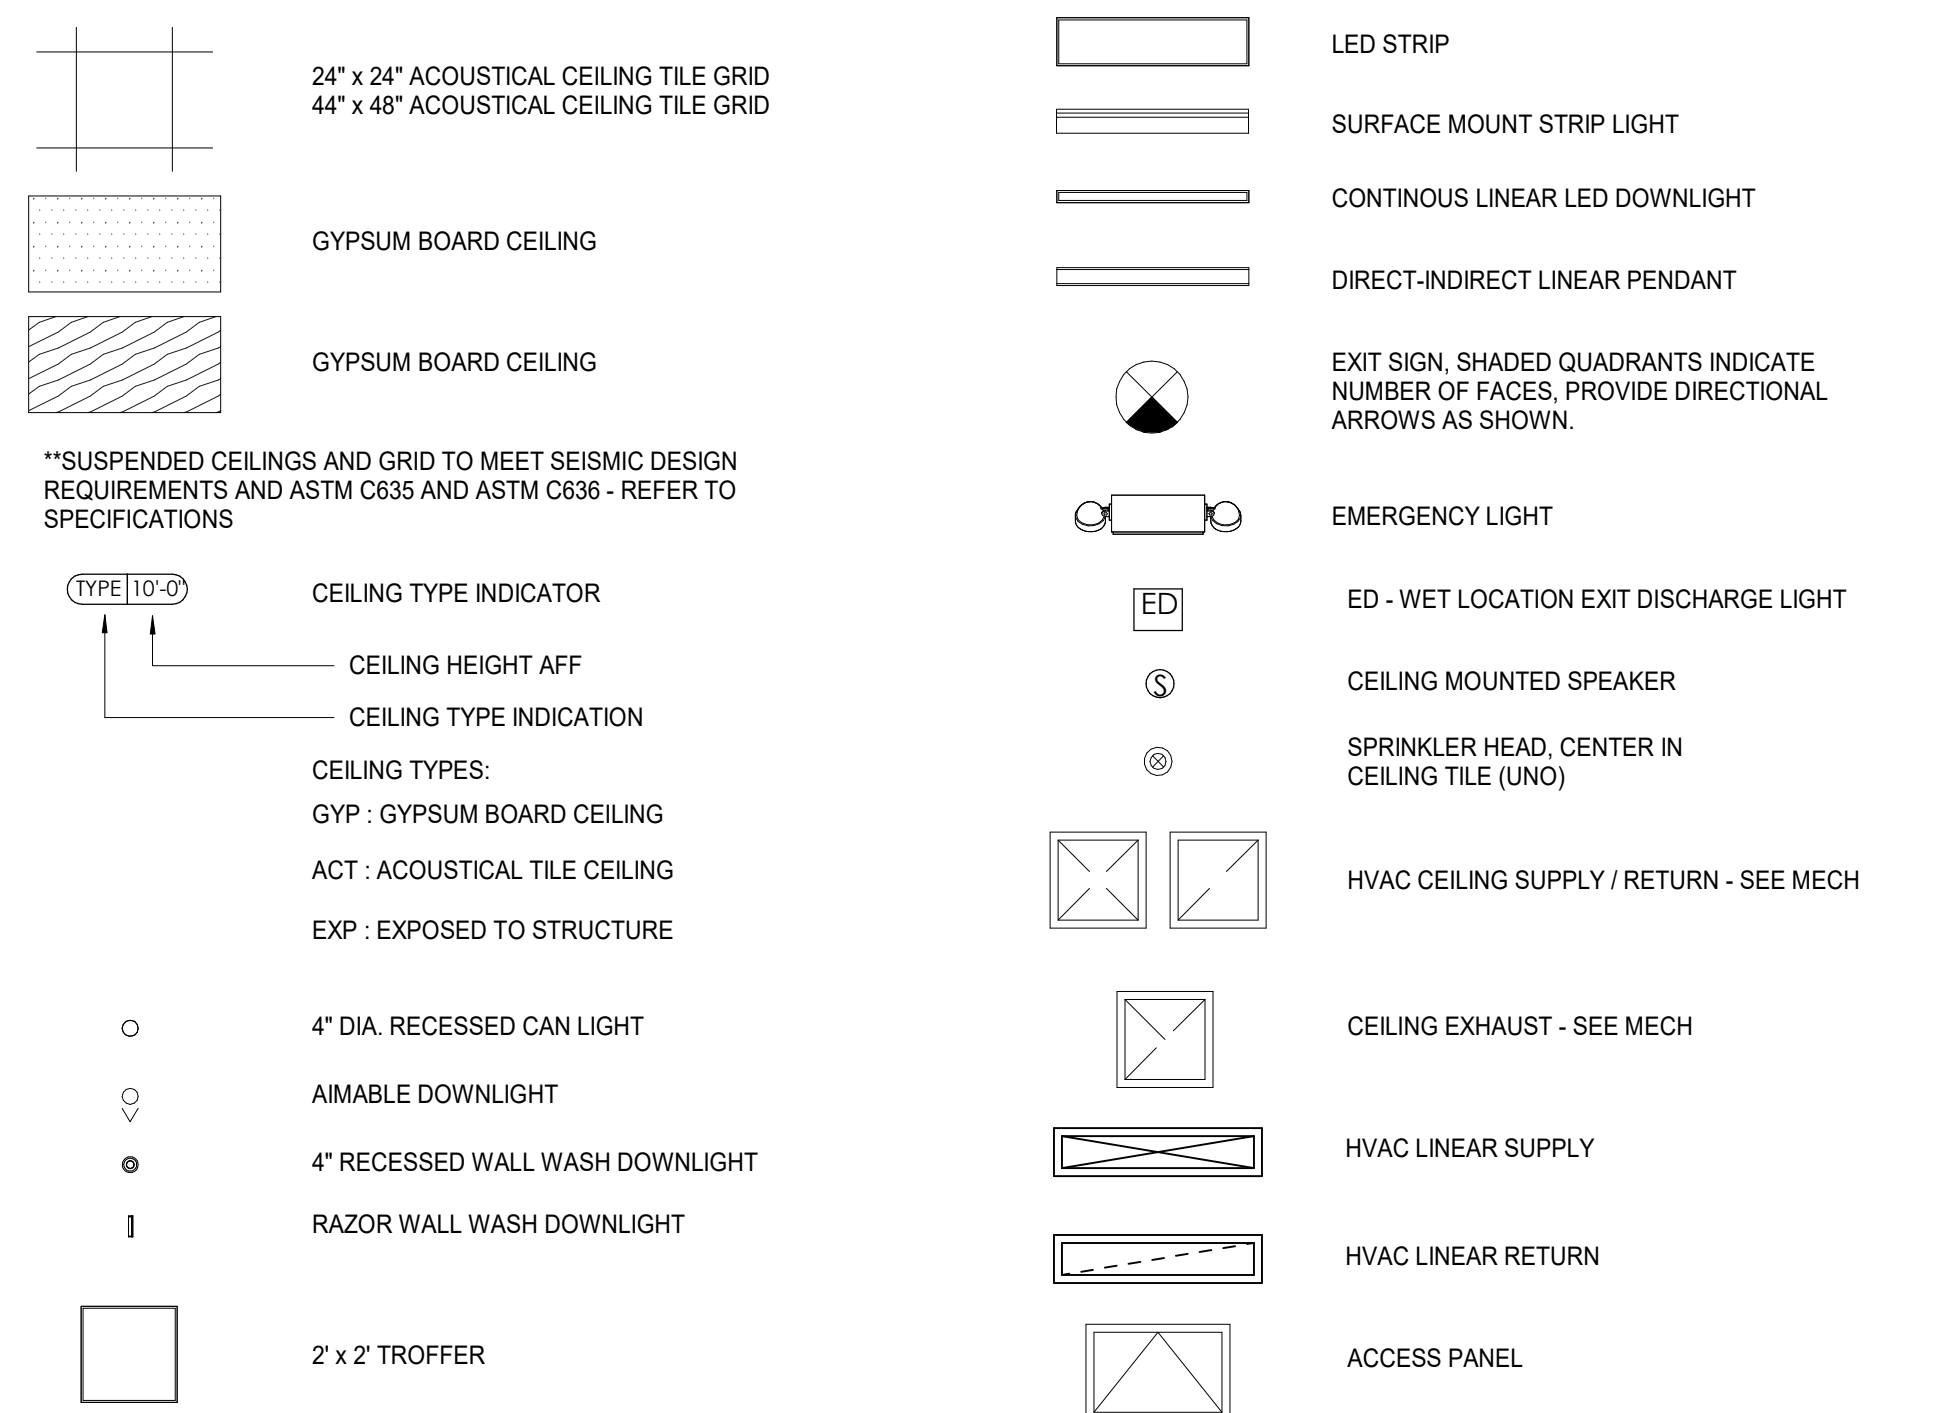 24" x 24" ACOUSTICAL CEILING TILE GRID
44" x 48" ACOUSTICAL CEILING TILE GRID
GYPSUM BOARD CEILING
GYPSUM BOARD CEILING
**SUSPENDED CEILINGS AND GRID TO MEET SEISMIC DESIGN
REQUIREMENTS AND ASTM C635 AND ASTM C636 - REFER TO
SPECIFICATIONS
TYPE 10'-0"
CEILING TYPE INDICATOR
CEILING HEIGHT AFF
CEILING TYPE INDICATION
CEILING TYPES:
GYP : GYPSUM BOARD CEILING
ACT : ACOUSTICAL TILE CEILING
EXP : EXPOSED TO STRUCTURE
4" DIA. RECESSED CAN LIGHT
AIMABLE DOWNLIGHT
4" RECESSED WALL WASH DOWNLIGHT
RAZOR WALL WASH DOWNLIGHT
2' x 2' TROFFER
LED STRIP
SURFACE MOUNT STRIP LIGHT
CONTINOUS LINEAR LED DOWNLIGHT
DIRECT-INDIRECT LINEAR PENDANT
EXIT SIGN, SHADED QUADRANTS INDICATE
NUMBER OF FACES, PROVIDE DIRECTIONAL
ARROWS AS SHOWN.
EMERGENCY LIGHT
ED
ED - WET LOCATION EXIT DISCHARGE LIGHT
S
CEILING MOUNTED SPEAKER
SPRINKLER HEAD, CENTER IN
CEILING TILE (UNO)
HVAC CEILING SUPPLY / RETURN - SEE MECH
CEILING EXHAUST - SEE MECH
HVAC LINEAR SUPPLY
HVAC LINEAR RETURN
ACCESS PANEL